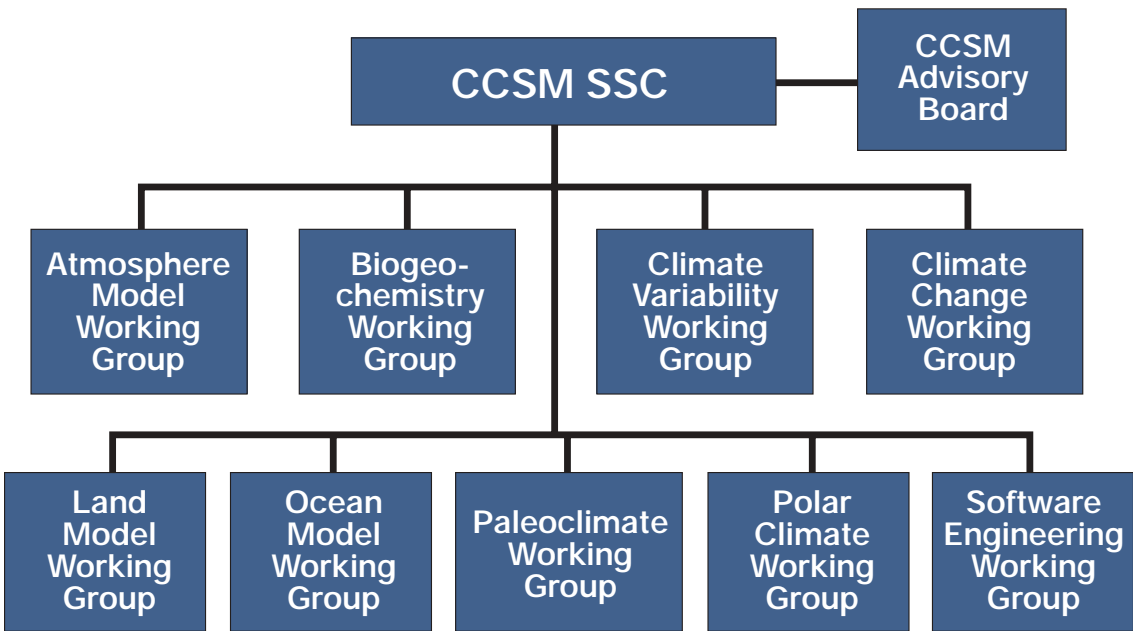 CCSM SSC
CCSM
Advisory
Board
Atmosphere
Model
Working
Group
Biogeo-
chemistry
Working
Group
Climate
Variability
Working
Group
Climate
Change
Working
Group
Land
Model
Working
Group
Ocean
Model
Working
Group
Paleoclimate
Working
Group
Polar
Climate
Working
Group
Software
Engineering
Working
Group